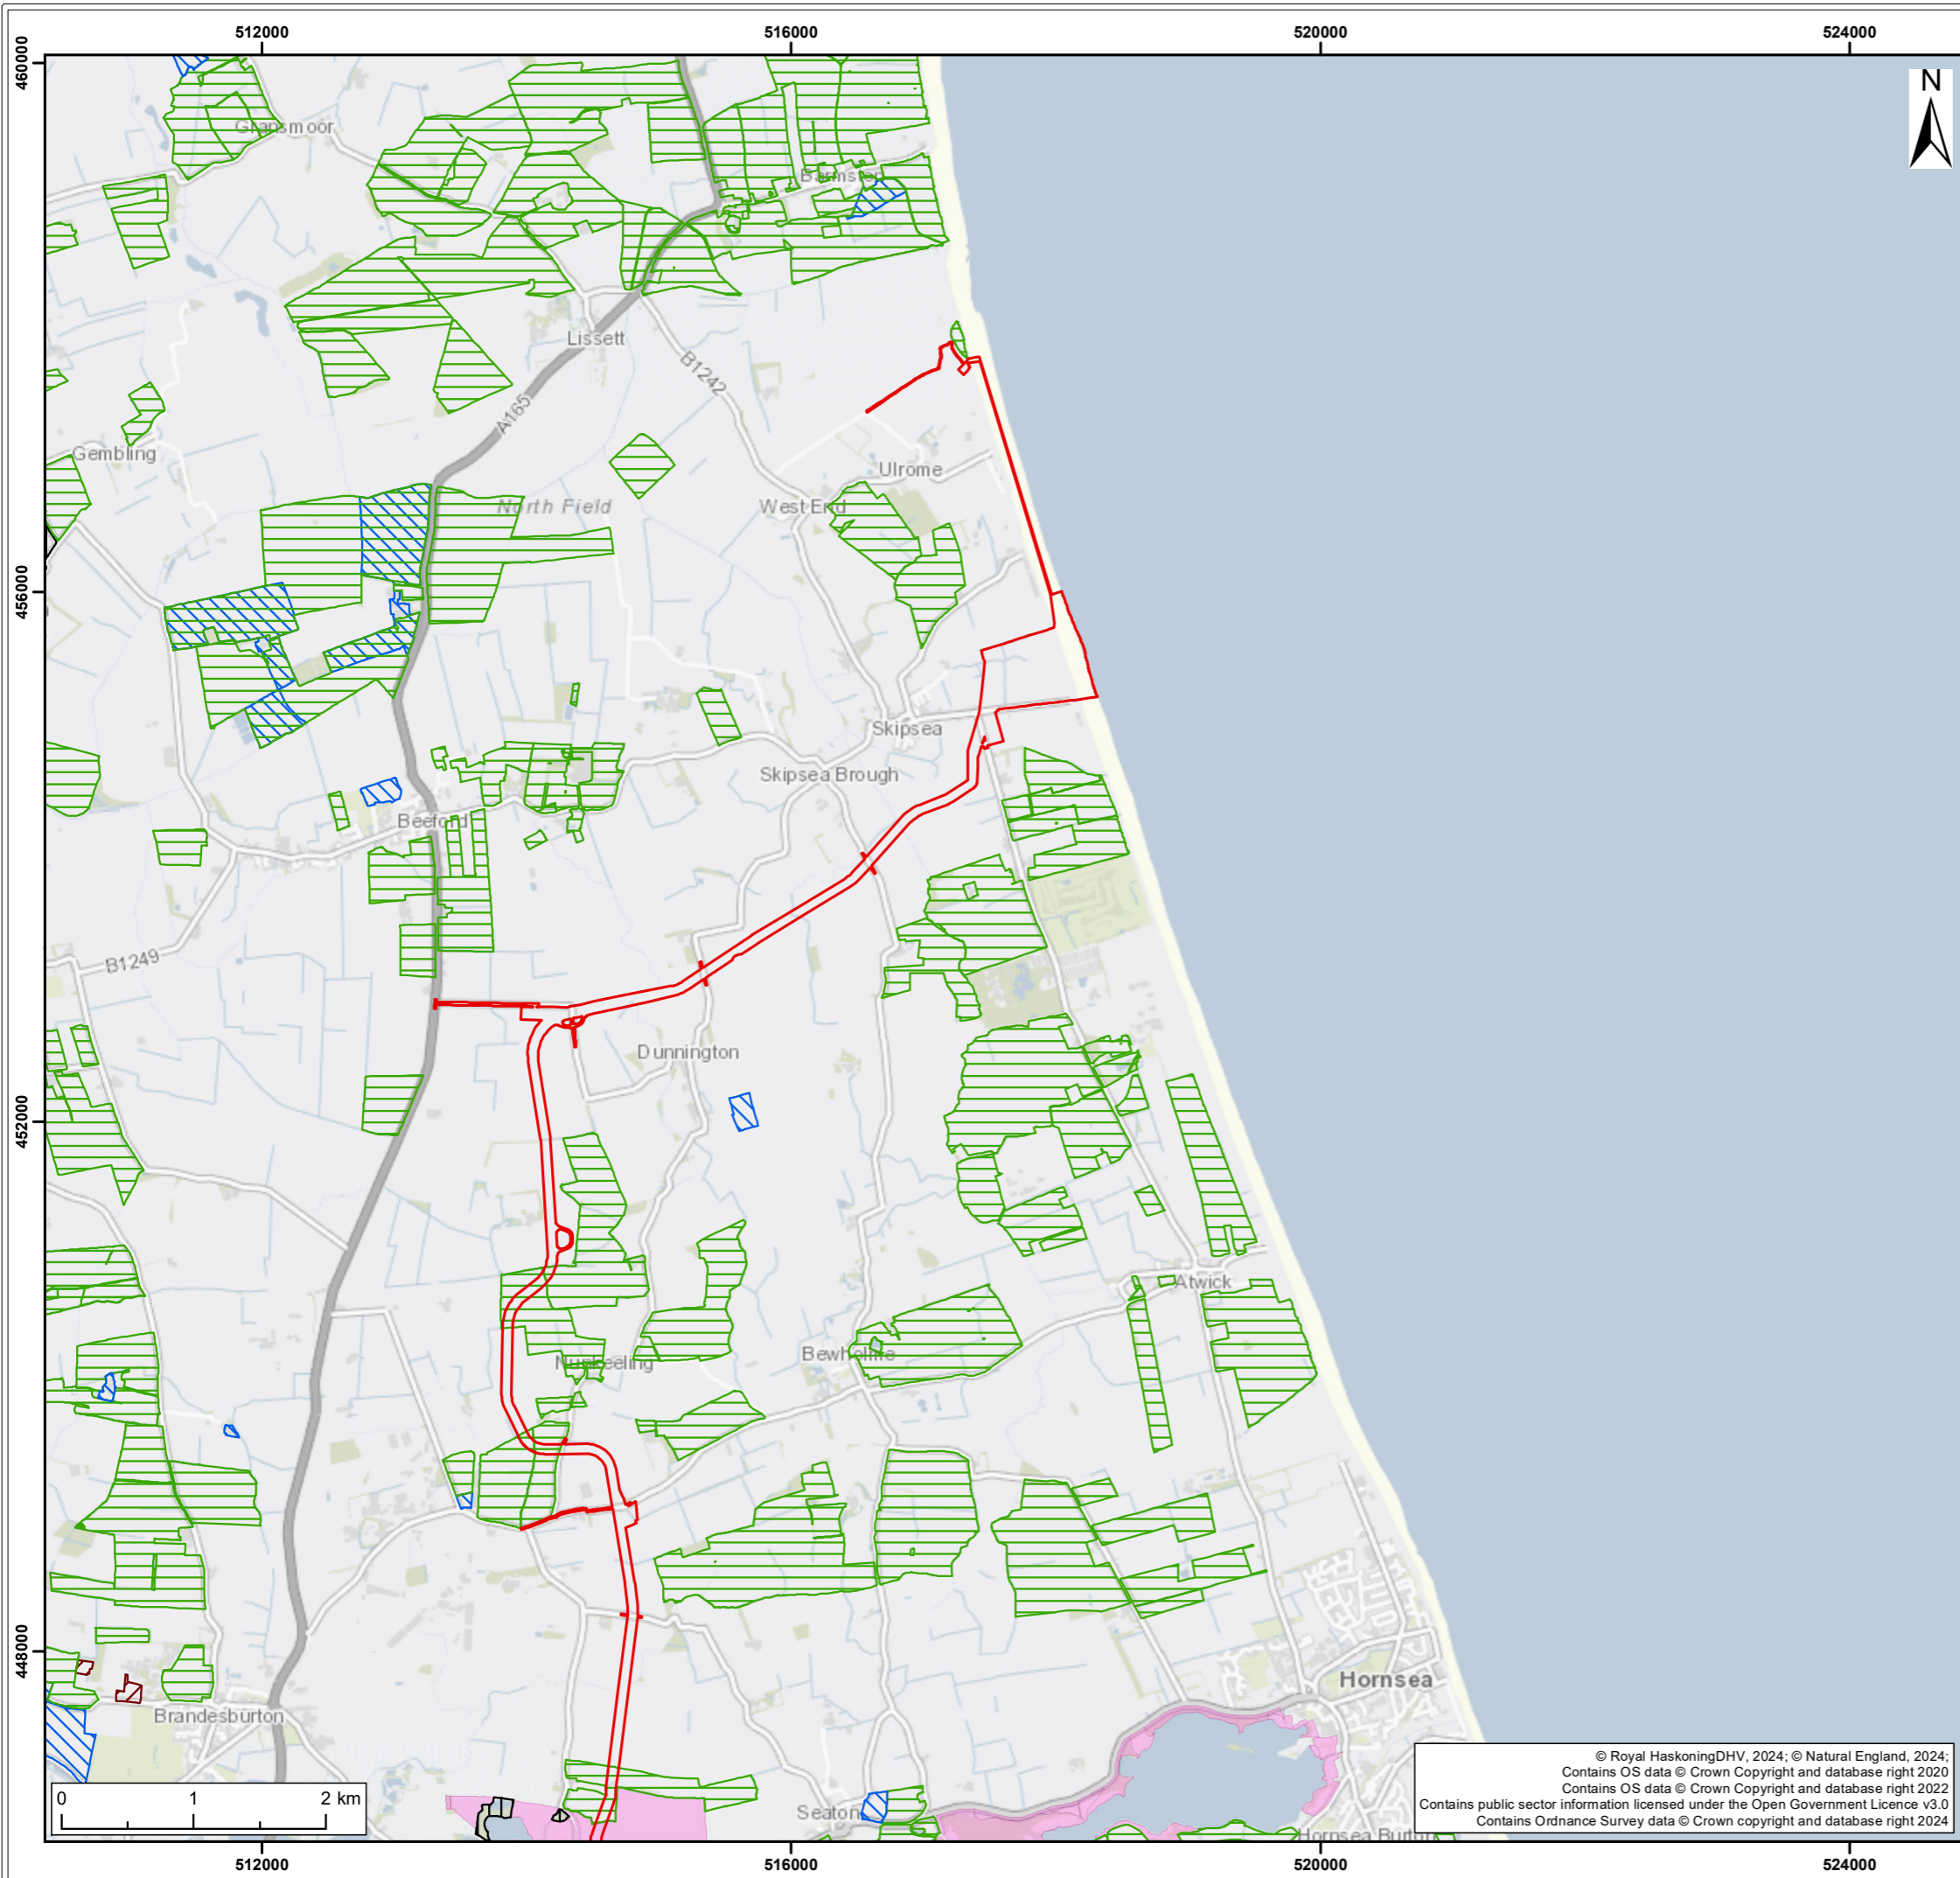 512000 516000 520000 524000
460000
N
Gransmoor
Barmston
Lissett
B1242
A165
Gembling
Ulrome
North Field
West End
456000
Skipsea
Skipsea Brough
Beeford
B1249
Dunnington
452000
Atwick
Bewholme
Nunkeeling
448000
Hornsea
Brandesburton
© Royal HaskoningDHV, 2024; © Natural England, 2024;
Contains OS data © Crown Copyright and database right 2020
Contains OS data © Crown Copyright and database right 2022
Contains public sector information licensed under the Open Government Licence v3.0
Contains Ordnance Survey data © Crown copyright and database right 2024
0 1 2 km
Seaton
Hornsea Burton
512000 516000 520000 524000